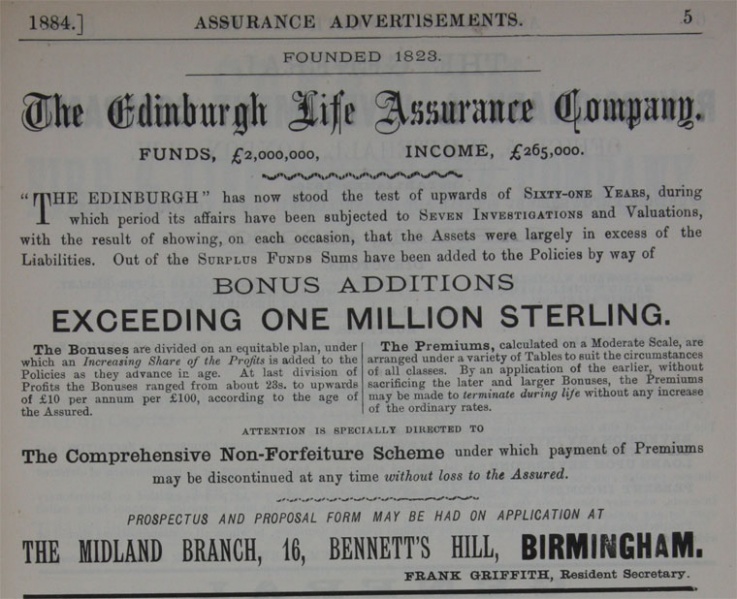 1884.] ASSURANCE ADVERTISEMENTS. 5
FOUNDED 1823.
The Edinburgh Life Assurance Company.
FUNDS, £2,000,000, INCOME, £265,000.
"THE EDINBURGH" has now stood the test of upwards of SIXTY-ONE YEARS, during
which period its affairs have been subjected to SEVEN INVESTIGATIONS and Valuations,
with the result of showing, on each occasion, that the Assets were largely in excess of the
Liabilities. Out of the SURPLUS FUNDS Sums have been added to the Policies by way of
BONUS ADDITIONS
EXCEEDING ONE MILLION STERLING.
The Bonuses are divided on an equitable plan, under
which an Increasing Share of the Profits is added to the
Policies as they advance in age. At last division of
Profits the Bonuses ranged from about 23s. to upwards
of £10 per annum per £100, according to the age of
the Assured.
The Premiums, calculated on a Moderate Scale, are
arranged under a variety of Tables to suit the circumstances
of all classes. By an application of the earlier, without
sacrificing the later and larger Bonuses, the Premiums
may be made to terminate during life without any increase
of the ordinary rates.
ATTENTION IS SPECIALLY DIRECTED TO
The Comprehensive Non-Forfeiture Scheme under which payment of Premiums
may be discontinued at any time without loss to the Assured.
PROSPECTUS AND PROPOSAL FORM MAY BE HAD ON APPLICATION AT
THE MIDLAND BRANCH, 16, BENNETT'S HILL, BIRMINGHAM.
FRANK GRIFFITH, Resident Secretary.